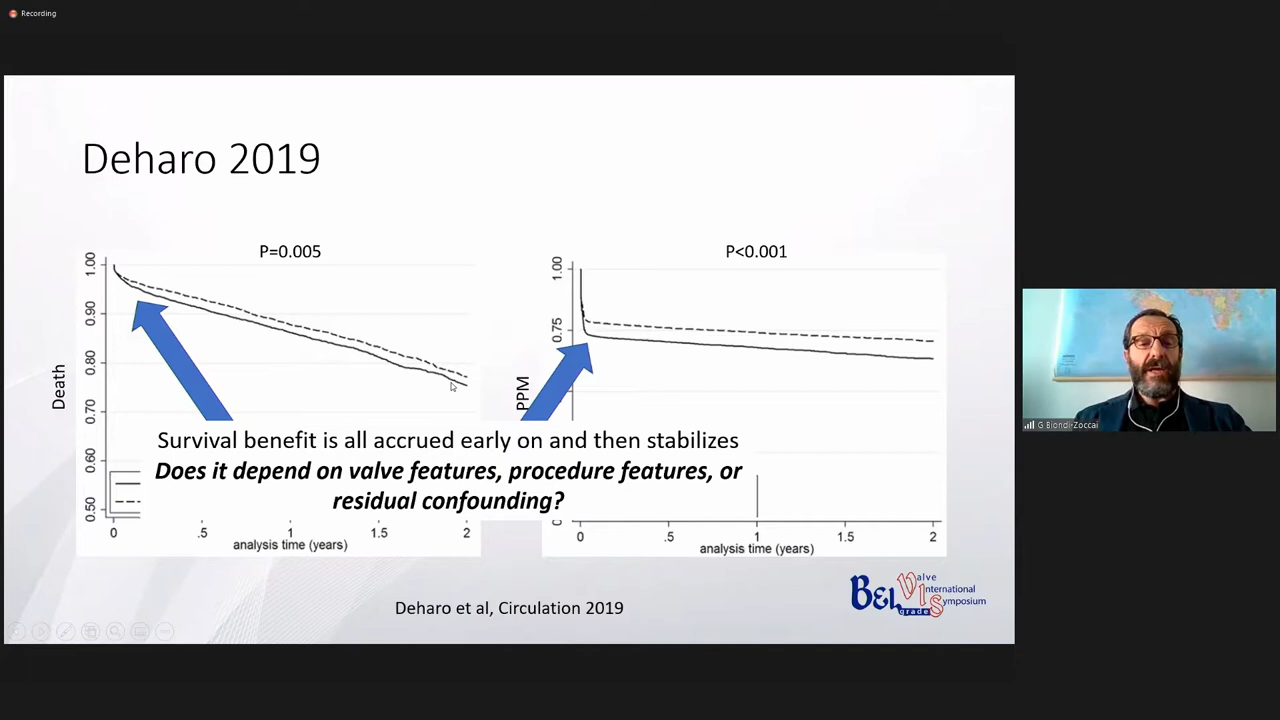 Recording
Deharo 2019
P=0.005
P<0.001
1.00
0.90
0.80
0.70
0.60
0.50
Death
0
.5
1
1.5
2
analysis time (years)
1.00
0.75
PPM
0
.5
1
1.5
2
analysis time (years)
Survival benefit is all accrued early on and then stabilizes
Does it depend on valve features, procedure features, or
residual confounding?
Deharo et al, Circulation 2019
BEL
grade
Valve
International
Symposium
G Biondi-Zoccai